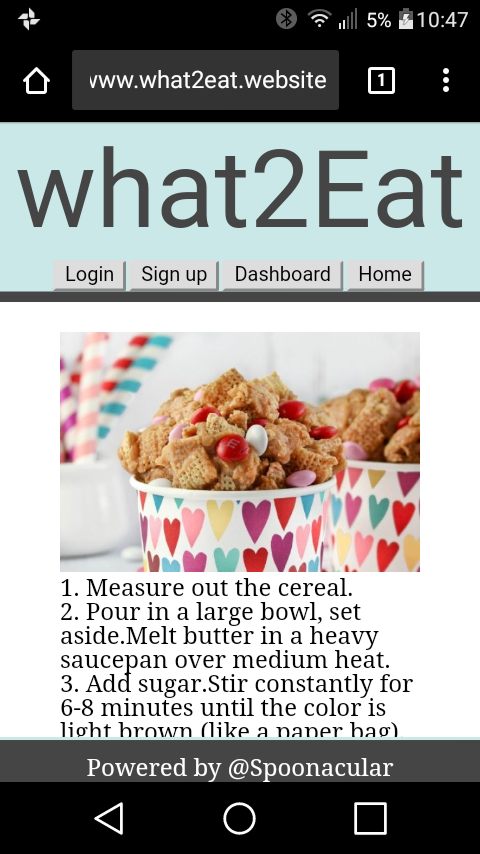 5% 10:47
www.what2eat.website
1
what2Eat
Login Sign up Dashboard Home
1. Measure out the cereal.
2. Pour in a large bowl, set
aside.Melt butter in a heavy
saucepan over medium heat.
3. Add sugar.Stir constantly for
6-8 minutes until the color is
light brown (like a paper bag)
Powered by @Spoonacular